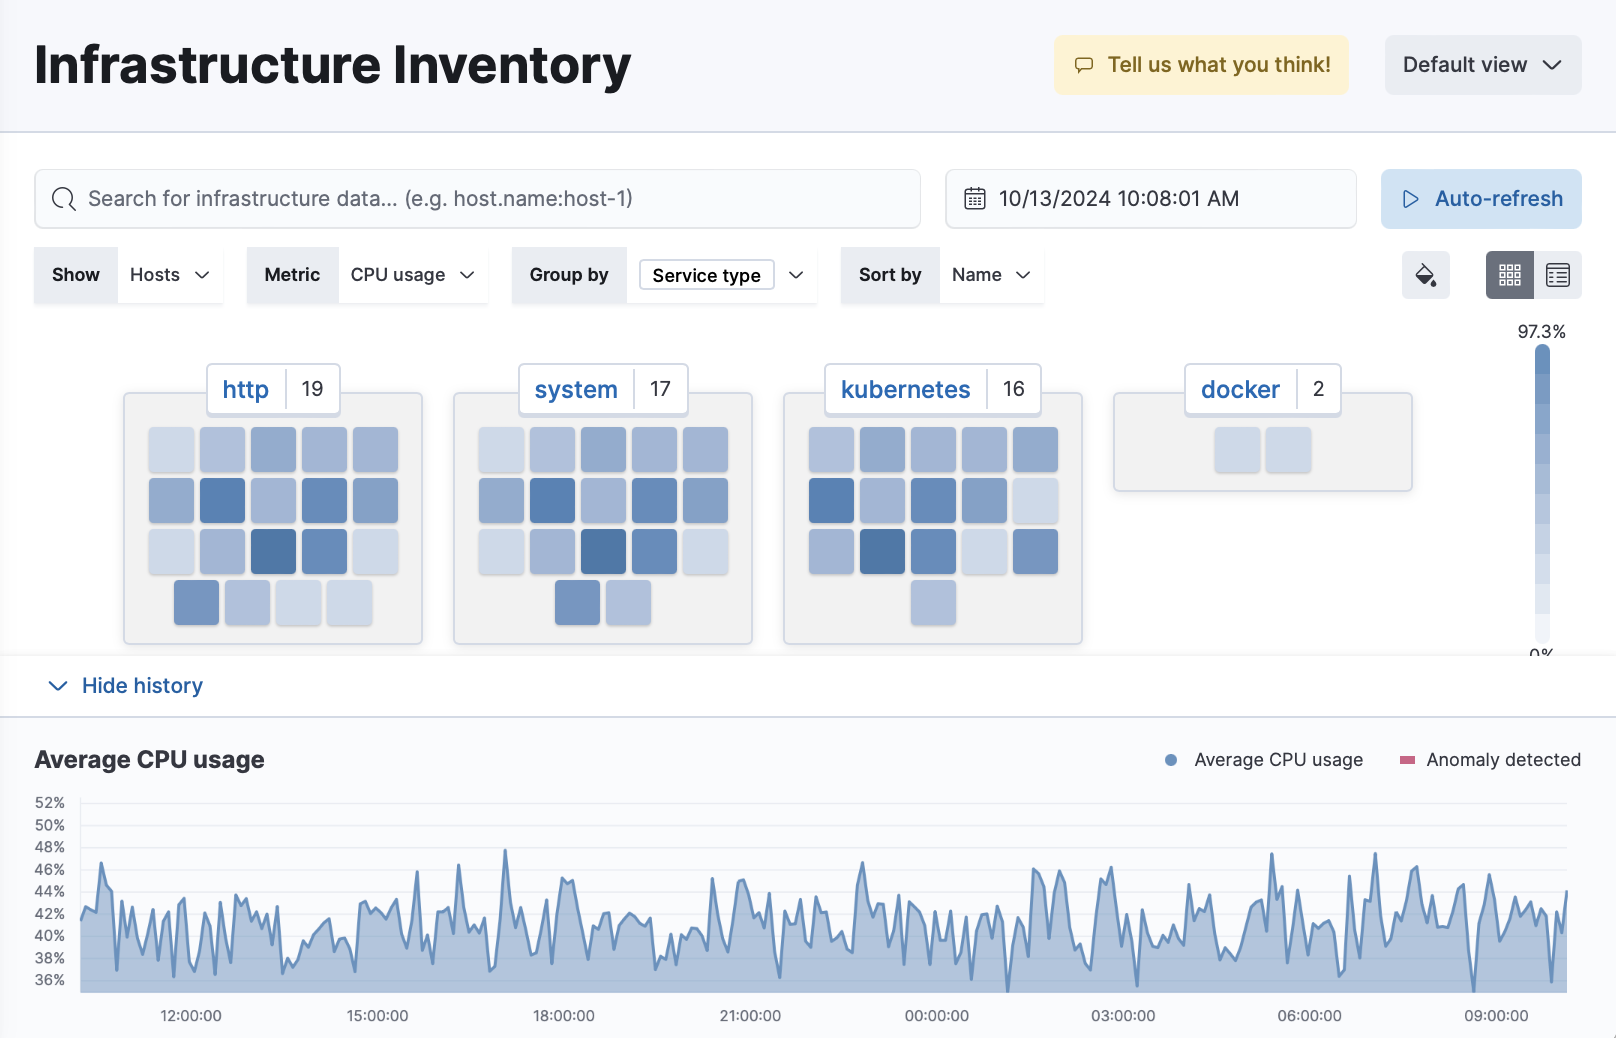 Infrastructure Inventory
Tell us what you think!
Default view
Search for infrastructure data... (e.g. host.name:host-1)
10/13/2024 10:08:01 AM
Auto-refresh
Show Hosts
Metric CPU usage
Group by Service type
Sort by Name
97.3%
http 19
system 17
kubernetes 16
docker 2
0%
Hide history
Average CPU usage
Average CPU usage
Anomaly detected
52%
50%
48%
46%
44%
42%
40%
38%
36%
12:00:00
15:00:00
18:00:00
21:00:00
00:00:00
03:00:00
06:00:00
09:00:00